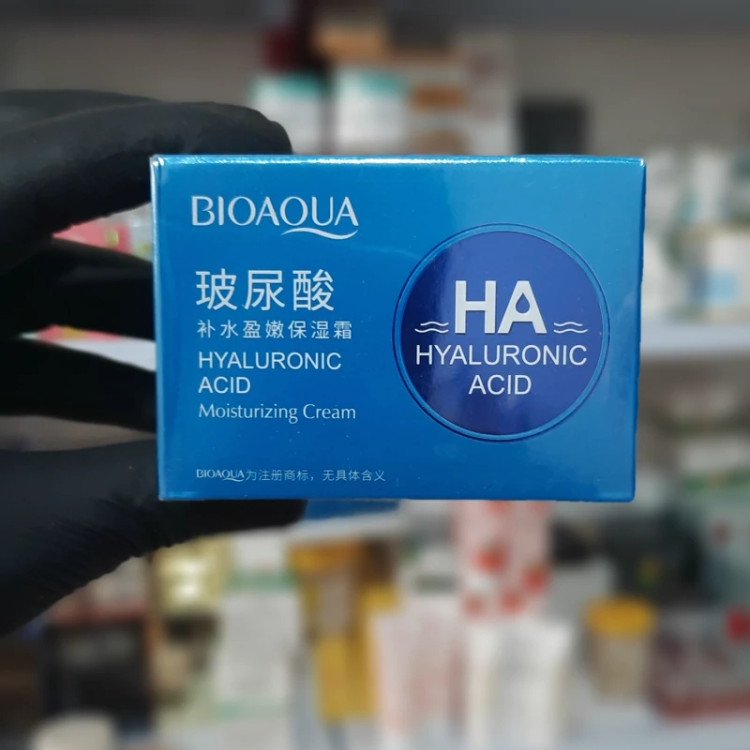 BIOAQUA
玻尿酸
补水盈嫩保湿霜
HYALURONIC
ACID
Moisturizing Cream
BIOAQUA为注册商标，无具体含义
HA
HYALURONIC
ACID